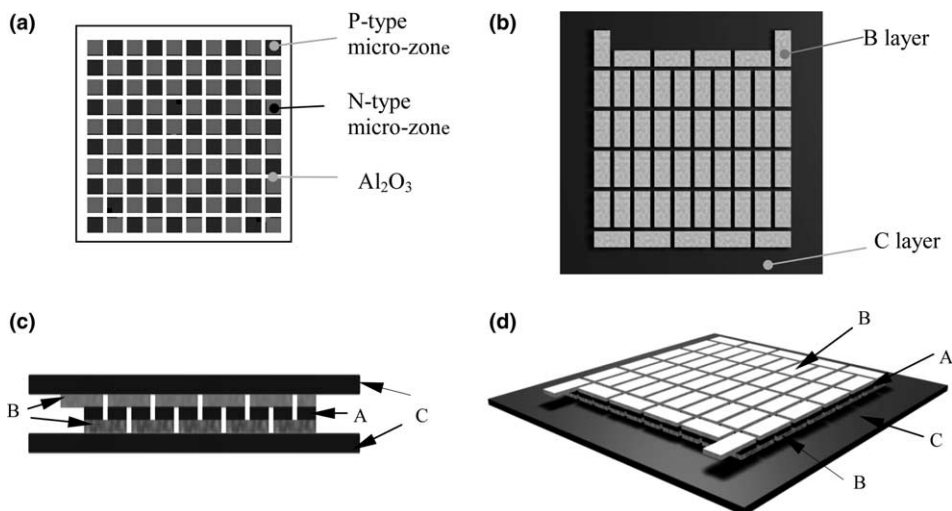 (a)
P-type
micro-zone
N-type
micro-zone
Al₂O₃
(b)
B layer
C layer
(c)
B
A
C
(d)
B
A
C
B